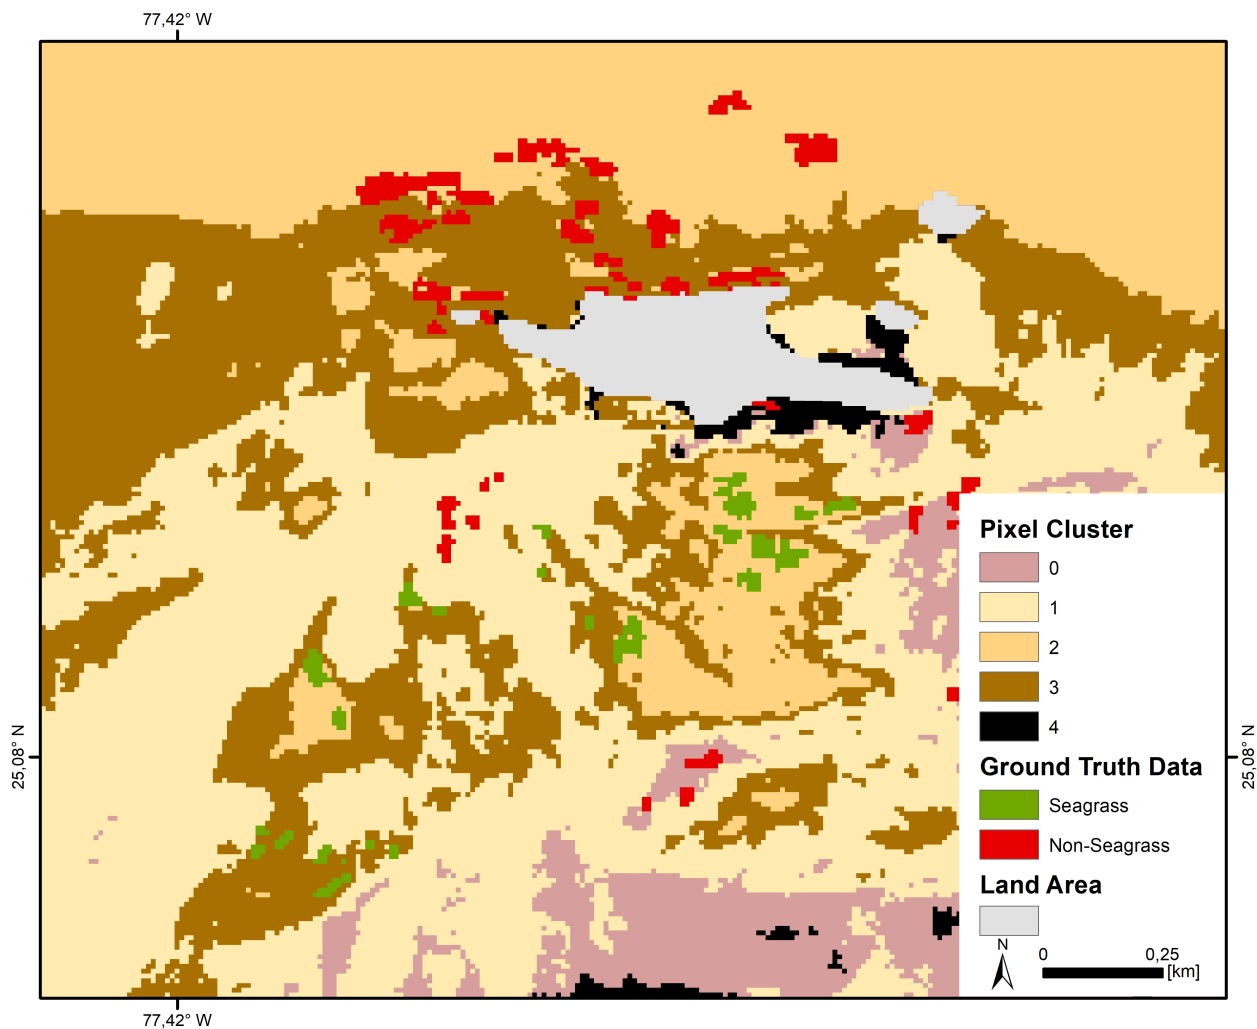 77,42° W
Pixel Cluster
0
1
2
3
4
25,08° N
25,08° N
Ground Truth Data
Seagrass
Non-Seagrass
Land Area
N
0 0,25
[km]
77,42° W